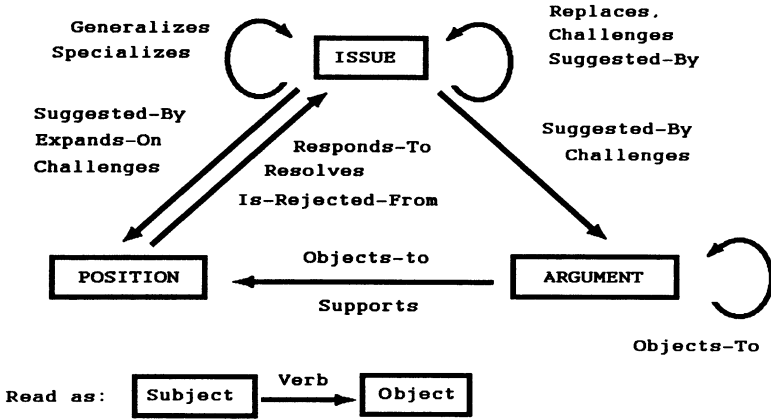 Generalizes
Specializes
Replaces,
Challenges
Suggested-By
ISSUE
Suggested-By
Expands-On
Challenges
Responds-To
Resolves
Is-Rejected-From
Suggested-By
Challenges
POSITION
Objects-to
Supports
ARGUMENT
Objects-To
Read as:
Subject
Verb
Object